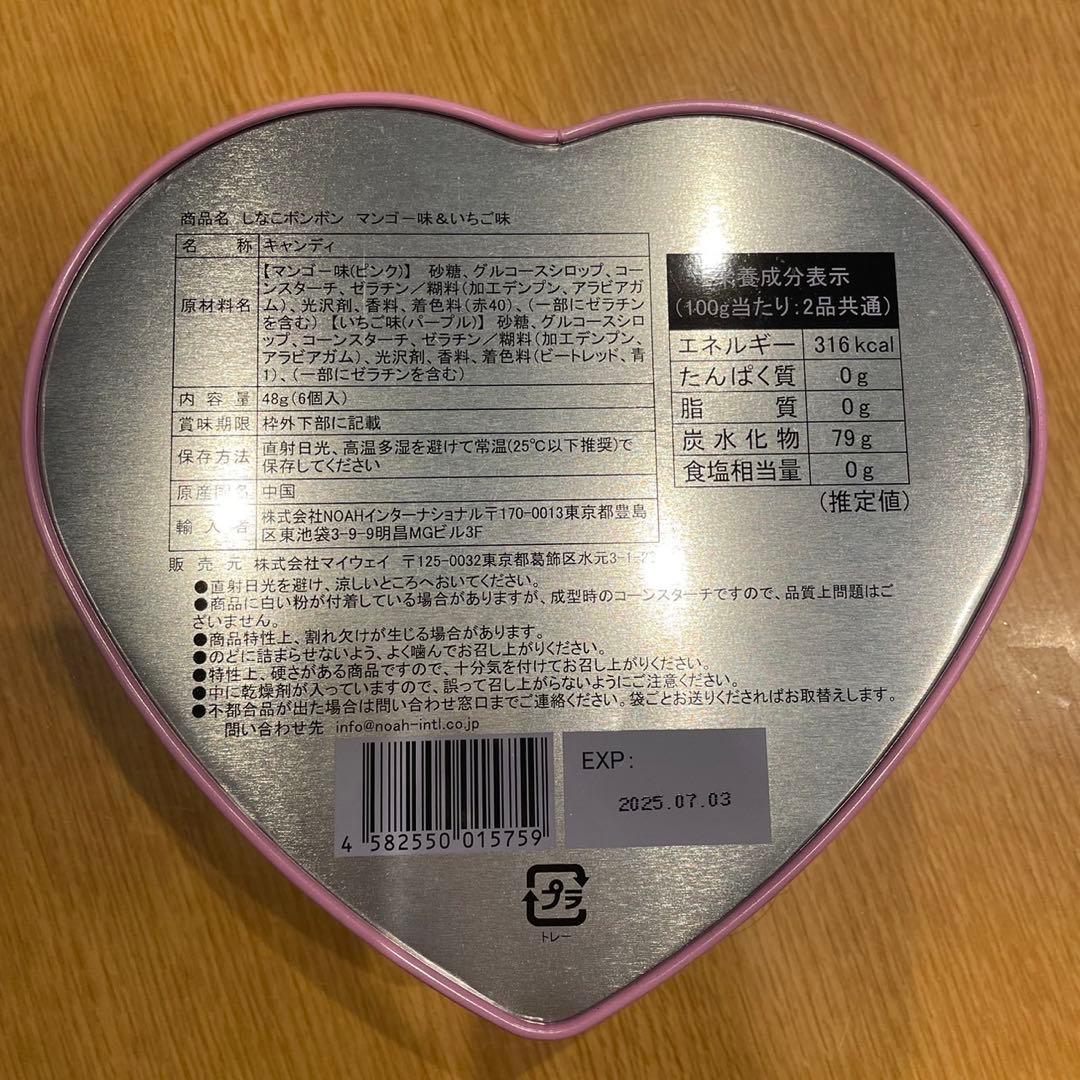 商品名 しなこボンボン マンゴー味＆いちご味
名 称 キャンディ
原材料名 【マンゴー味(ピンク)】 砂糖、グルコースシロップ、コー
ンスターチ、ゼラチン／糊料(加工デンプン、アラビアガ
ム)、光沢剤、香料、着色料(赤40)、(一部にゼラチン
を含む) 【いちご味(パープル)】 砂糖、グルコースシロ
ップ、コーンスターチ、ゼラチン／糊料(加工デンプン、
アラビアガム)、光沢剤、香料、着色料(ビートレッド、青
1)、(一部にゼラチンを含む)
内 容 量 48g(6個入)
賞味期限 枠外下部に記載
保存方法 直射日光、高温多湿を避けて常温(25℃以下推奨)で
保存してください
原産国名 中国
輸 入 者 株式会社NOAHインターナショナル〒170-0013東京都豊島
区東池袋3-9-9明昌MGビル3F
販 売 元 株式会社マイウェイ 〒125-0032東京都葛飾区水元3-1-
●直射日光を避け、涼しいところへおいてください。
●商品に白い粉が付着している場合がありますが、成型時のコーンスターチですので、品質上問題はご
ざいません。
●商品特性上、割れ欠けが生じる場合があります。
●のどに詰まらせないよう、よく噛んでお召し上がりください。
●特性上、硬さがある商品ですので、十分気を付けてお召し上がりください。
●中に乾燥剤が入っていますので、誤って召し上がらないようにご注意ください。
●不都合品が出た場合は問い合わせ窓口までご連絡ください。袋ごとお送りくださればお取替えします。
問い合わせ先 info@noah-intl.co.jp
栄養成分表示
(100g当たり:2品共通)
エネルギー 316kcal
たんぱく質 0g
脂 質 0g
炭水化物 79g
食塩相当量 0g
(推定値)
4 582550 015759
EXP:
2025.07.03
プラ
トレー